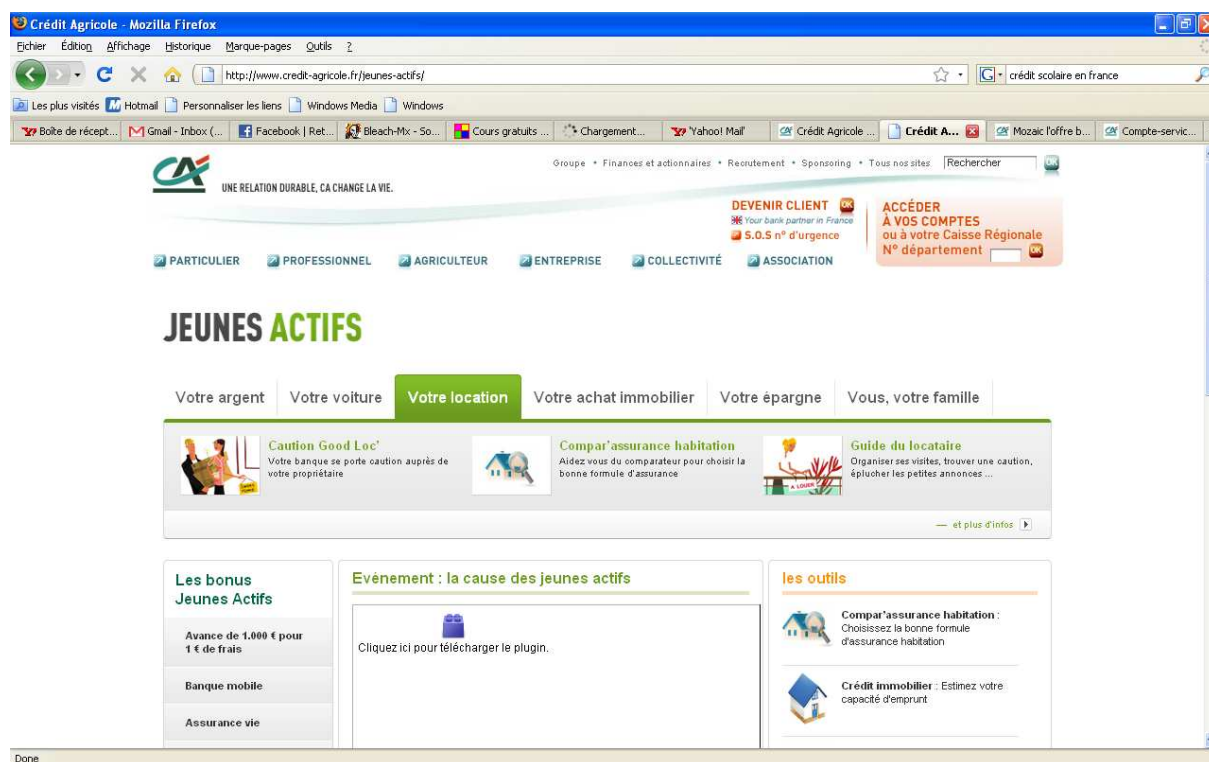 Crédit Agricole - Mozilla Firefox
Fichier Édition Affichage Historique Marque-pages Outils ?
http://www.credit-agricole.fr/jeunes-actifs/
G crédit scolaire en france
Les plus visités Hotmail Personnaliser les liens Windows Media Windows
Boîte de récept... Gmail - Inbox (... Facebook | Ret... Bleach-Mx - So... Cours gratuits ... Chargement... 'Yahoo! Mail' Crédit Agricole ... Crédit A... Mozaic l'offre b... Compte-servic...
CA
Groupe • Finances et actionnaires • Recrutement • Sponsoring • Tous nos sites Rechercher OK
UNE RELATION DURABLE, CA CHANGE LA VIE.
DEVENIR CLIENT OK
Your bank partner in France
S.O.S n° d'urgence
ACCÉDER
À VOS COMPTES
ou à votre Caisse Régionale
N° département OK
PARTICULIER PROFESSIONNEL AGRICULTEUR ENTREPRISE COLLECTIVITÉ ASSOCIATION
JEUNES ACTIFS
Votre argent Votre voiture Votre location Votre achat immobilier Votre épargne Vous, votre famille
Caution Good Loc'
Votre banque se porte caution auprès de
votre propriétaire
Compar'assurance habitation
Aidez vous du comparateur pour choisir la
bonne formule d'assurance
A LOUER
Guide du locataire
Organiser ses visites, trouver une caution,
éplucher les petites annonces ...
— et plus d'infos
Les bonus
Jeunes Actifs
Avance de 1.000 € pour
1 € de frais
Banque mobile
Assurance vie
Evénement : la cause des jeunes actifs
Cliquez ici pour télécharger le plugin.
les outils
Compar'assurance habitation :
Choisissez la bonne formule
d'assurance habitation
Crédit immobilier : Estimez votre
capacité d'emprunt
Done